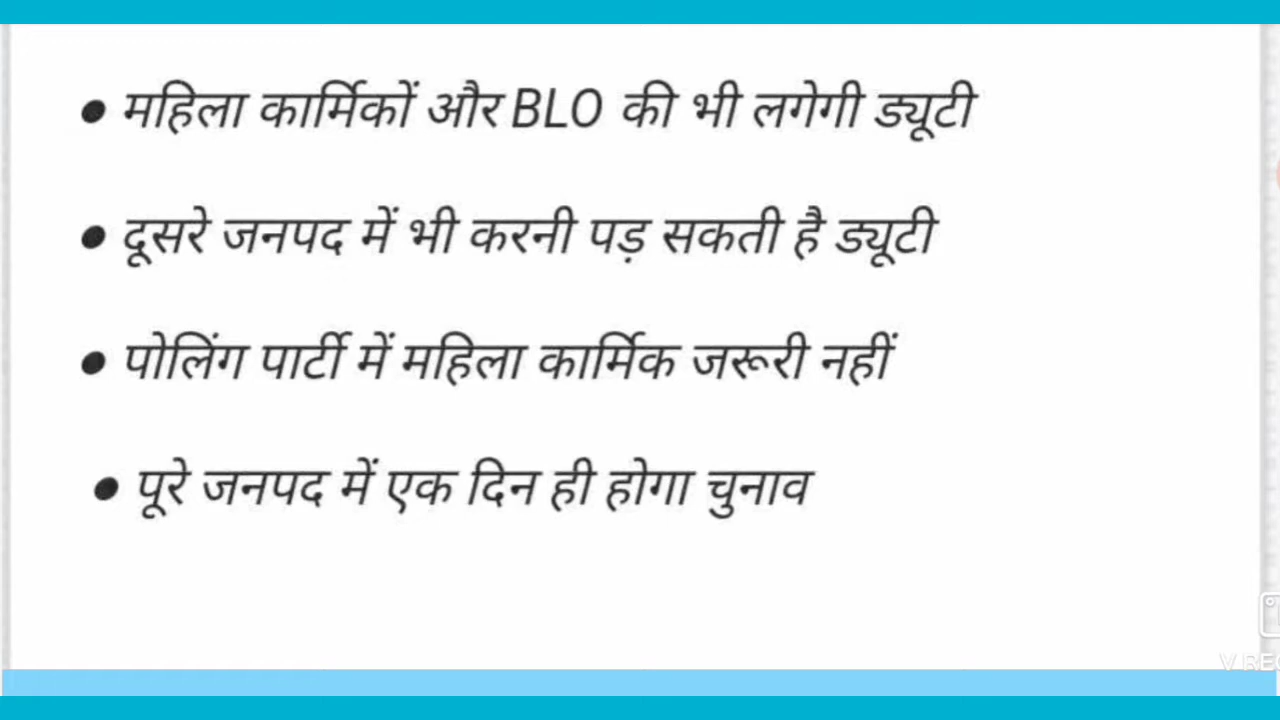 ● महिला कार्मिकों और BLO की भी लगेगी ड्यूटी
● दूसरे जनपद में भी करनी पड़ सकती है ड्यूटी
● पोलिंग पार्टी में महिला कार्मिक जरूरी नहीं
● पूरे जनपद में एक दिन ही होगा चुनाव